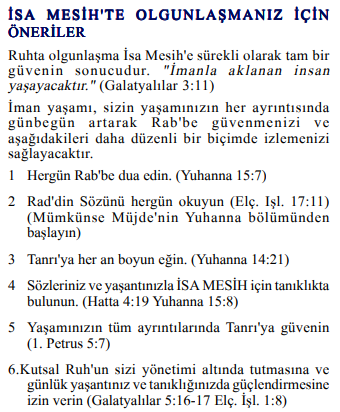 İSA MESİH'TE OLGUNLAŞMANIZ İÇİN
ÖNERİLER
Ruhta olgunlaşma İsa Mesih'e sürekli olarak tam bir
güvenin sonucudur. "İmanla aklanan insan
yaşayacaktır." (Galatyalılar 3:11)
İman yaşamı, sizin yaşamınızın her ayrıntısında
günbegün artarak Rab'be güvenmenizi ve
aşağıdakileri daha düzenli bir biçimde izlemenizi
sağlayacaktır.
1 Hergün Rab'be dua edin. (Yuhanna 15:7)
2 Rad'din Sözünü hergün okuyun (Elç. Işl. 17:11)
(Mümkünse Müjde'nin Yuhanna bölümünden
başlayın)
3 Tanrı'ya her an boyun eğin. (Yuhanna 14:21)
4 Sözleriniz ve yaşantınızla İSA MESİH için tanıklıkta
bulunun. (Hatta 4:19 Yuhanna 15:8)
5 Yaşamınızın tüm ayrıntılarında Tanrı'ya güvenin
(1. Petrus 5:7)
6.Kutsal Ruh'un sizi yönetimi altında tutmasına ve
günlük yaşantınız ve tanıklığınızda güçlendirmesine
izin verin (Galatyalılar 5:16-17 Elç. İşl. 1:8)